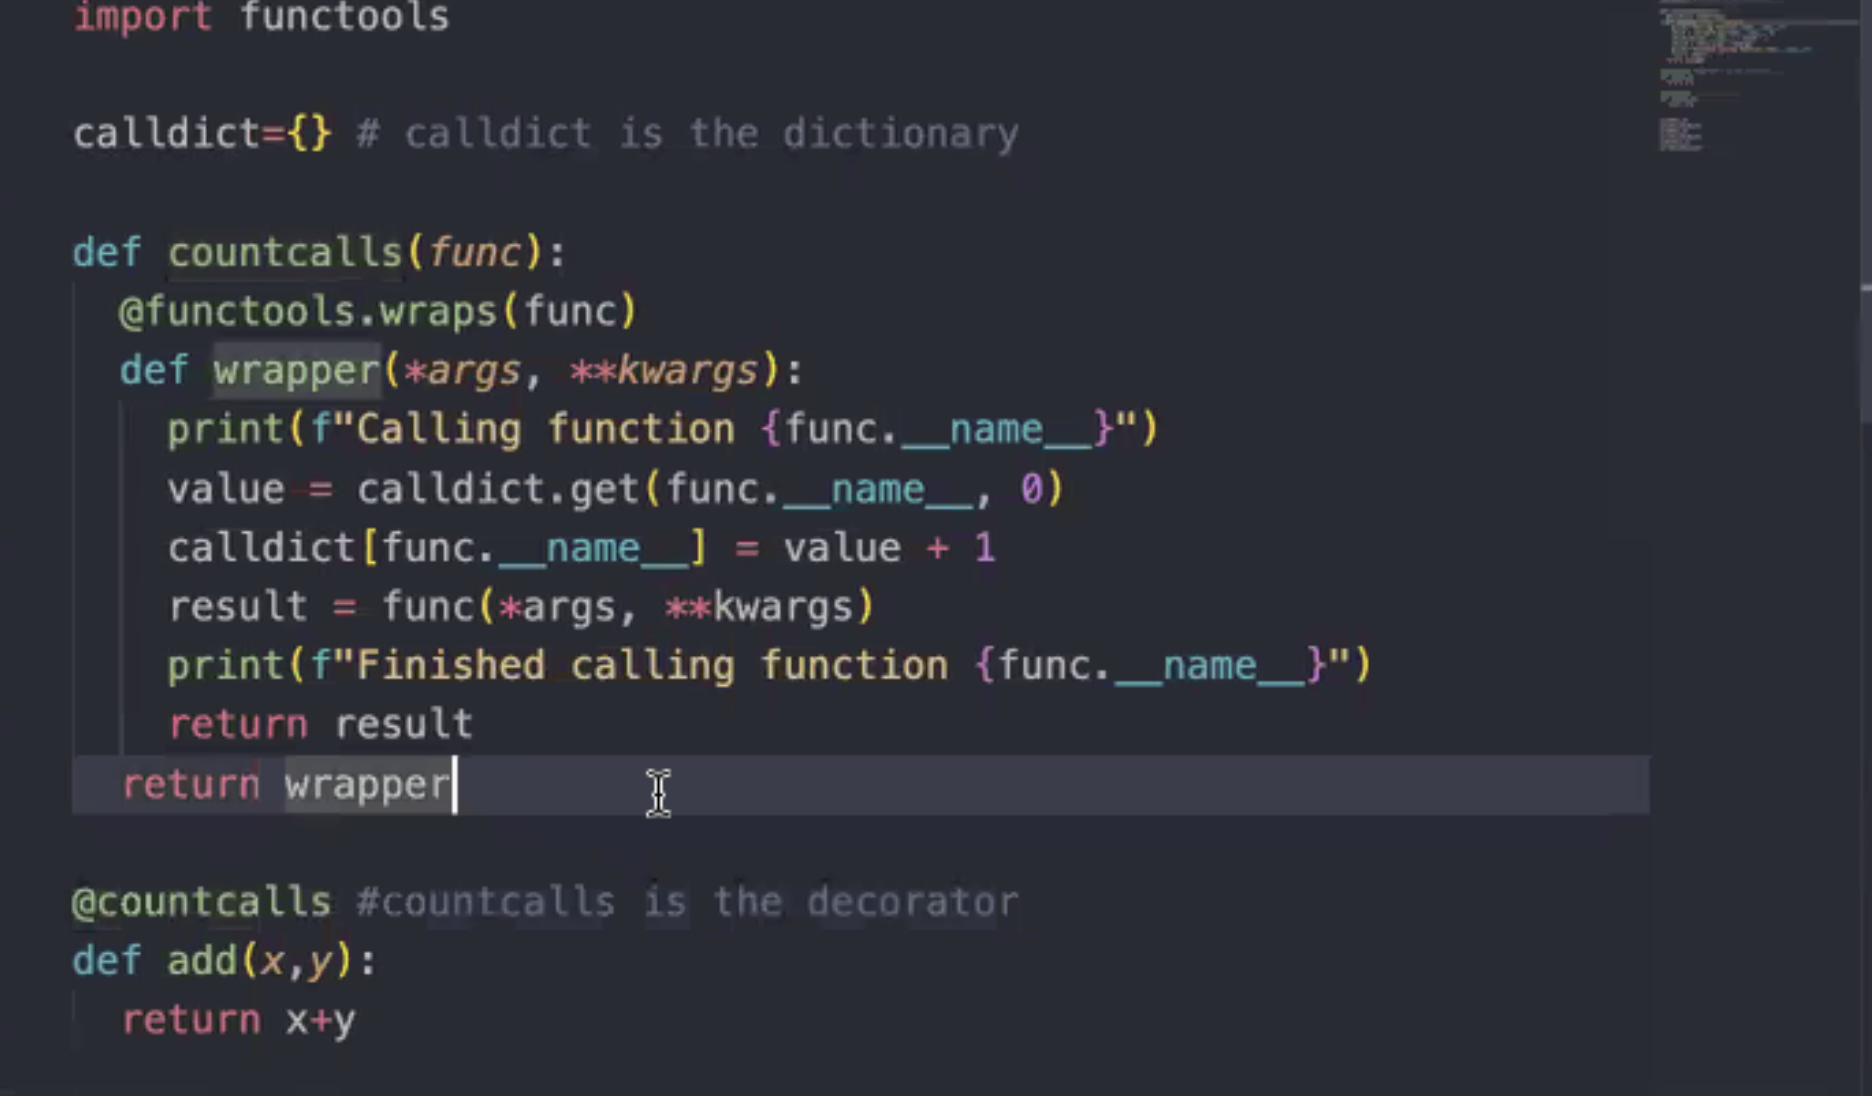 import functools
calldict={} # calldict is the dictionary
def countcalls(func):
  @functools.wraps(func)
  def wrapper(*args, **kwargs):
    print(f"Calling function {func.__name__}")
    value = calldict.get(func.__name__, 0)
    calldict[func.__name__] = value + 1
    result = func(*args, **kwargs)
    print(f"Finished calling function {func.__name__}")
    return result
  return wrapper
@countcalls #countcalls is the decorator
def add(x,y):
  return x+y